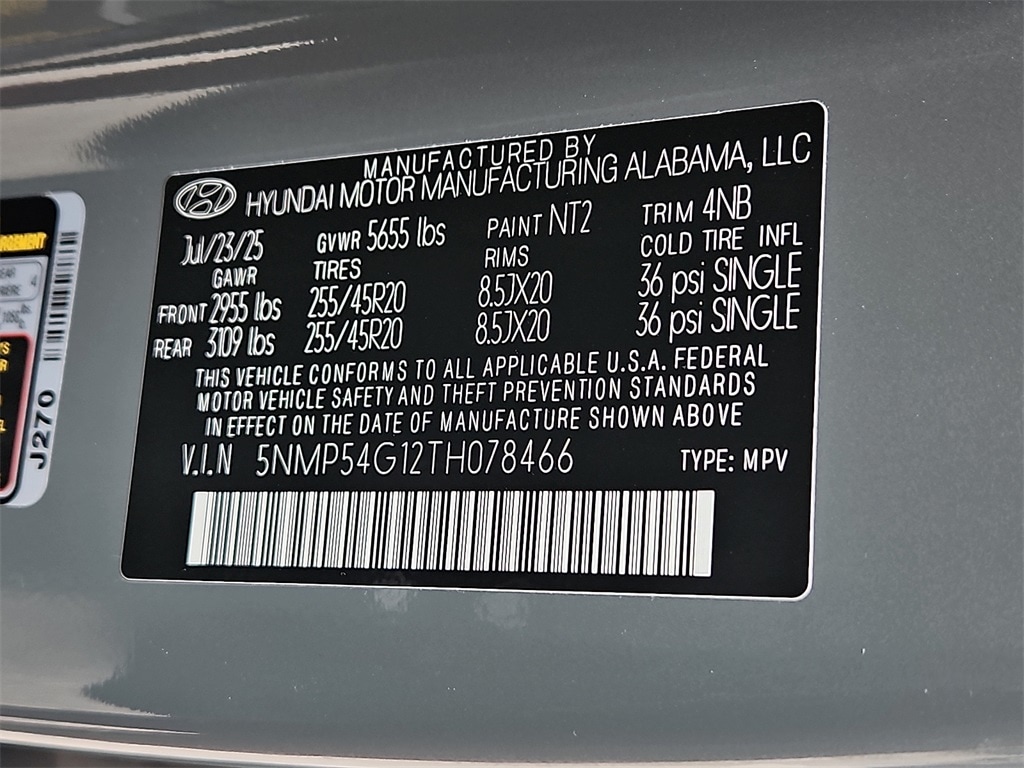 MANUFACTURED BY
HYUNDAI MOTOR MANUFACTURING ALABAMA, LLC
Jul/23/25 GVWR 5655 lbs PAINT NT2 TRIM 4NB
GAWR TIRES RIMS COLD TIRE INFL
FRONT 2955 lbs 255/45R20 8.5JX20 36 psi SINGLE
REAR 3109 lbs 255/45R20 8.5JX20 36 psi SINGLE
THIS VEHICLE CONFORMS TO ALL APPLICABLE U.S.A. FEDERAL
MOTOR VEHICLE SAFETY AND THEFT PREVENTION STANDARDS
IN EFFECT ON THE DATE OF MANUFACTURE SHOWN ABOVE
V.I.N 5NMP54G12TH078466 TYPE: MPV
J270